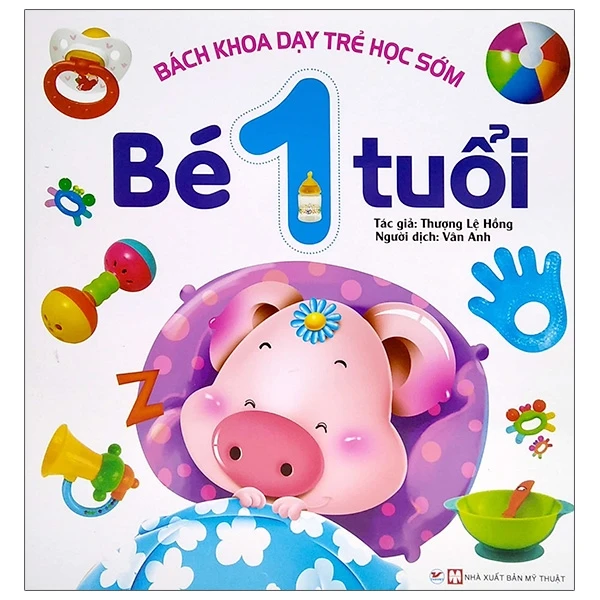 BÁCH KHOA DẠY TRẺ HỌC SỚM
Bé 1 tuổi
Tác giả: Thượng Lệ Hồng
Người dịch: Vân Anh
Z
NHÀ XUẤT BẢN MỸ THUẬT